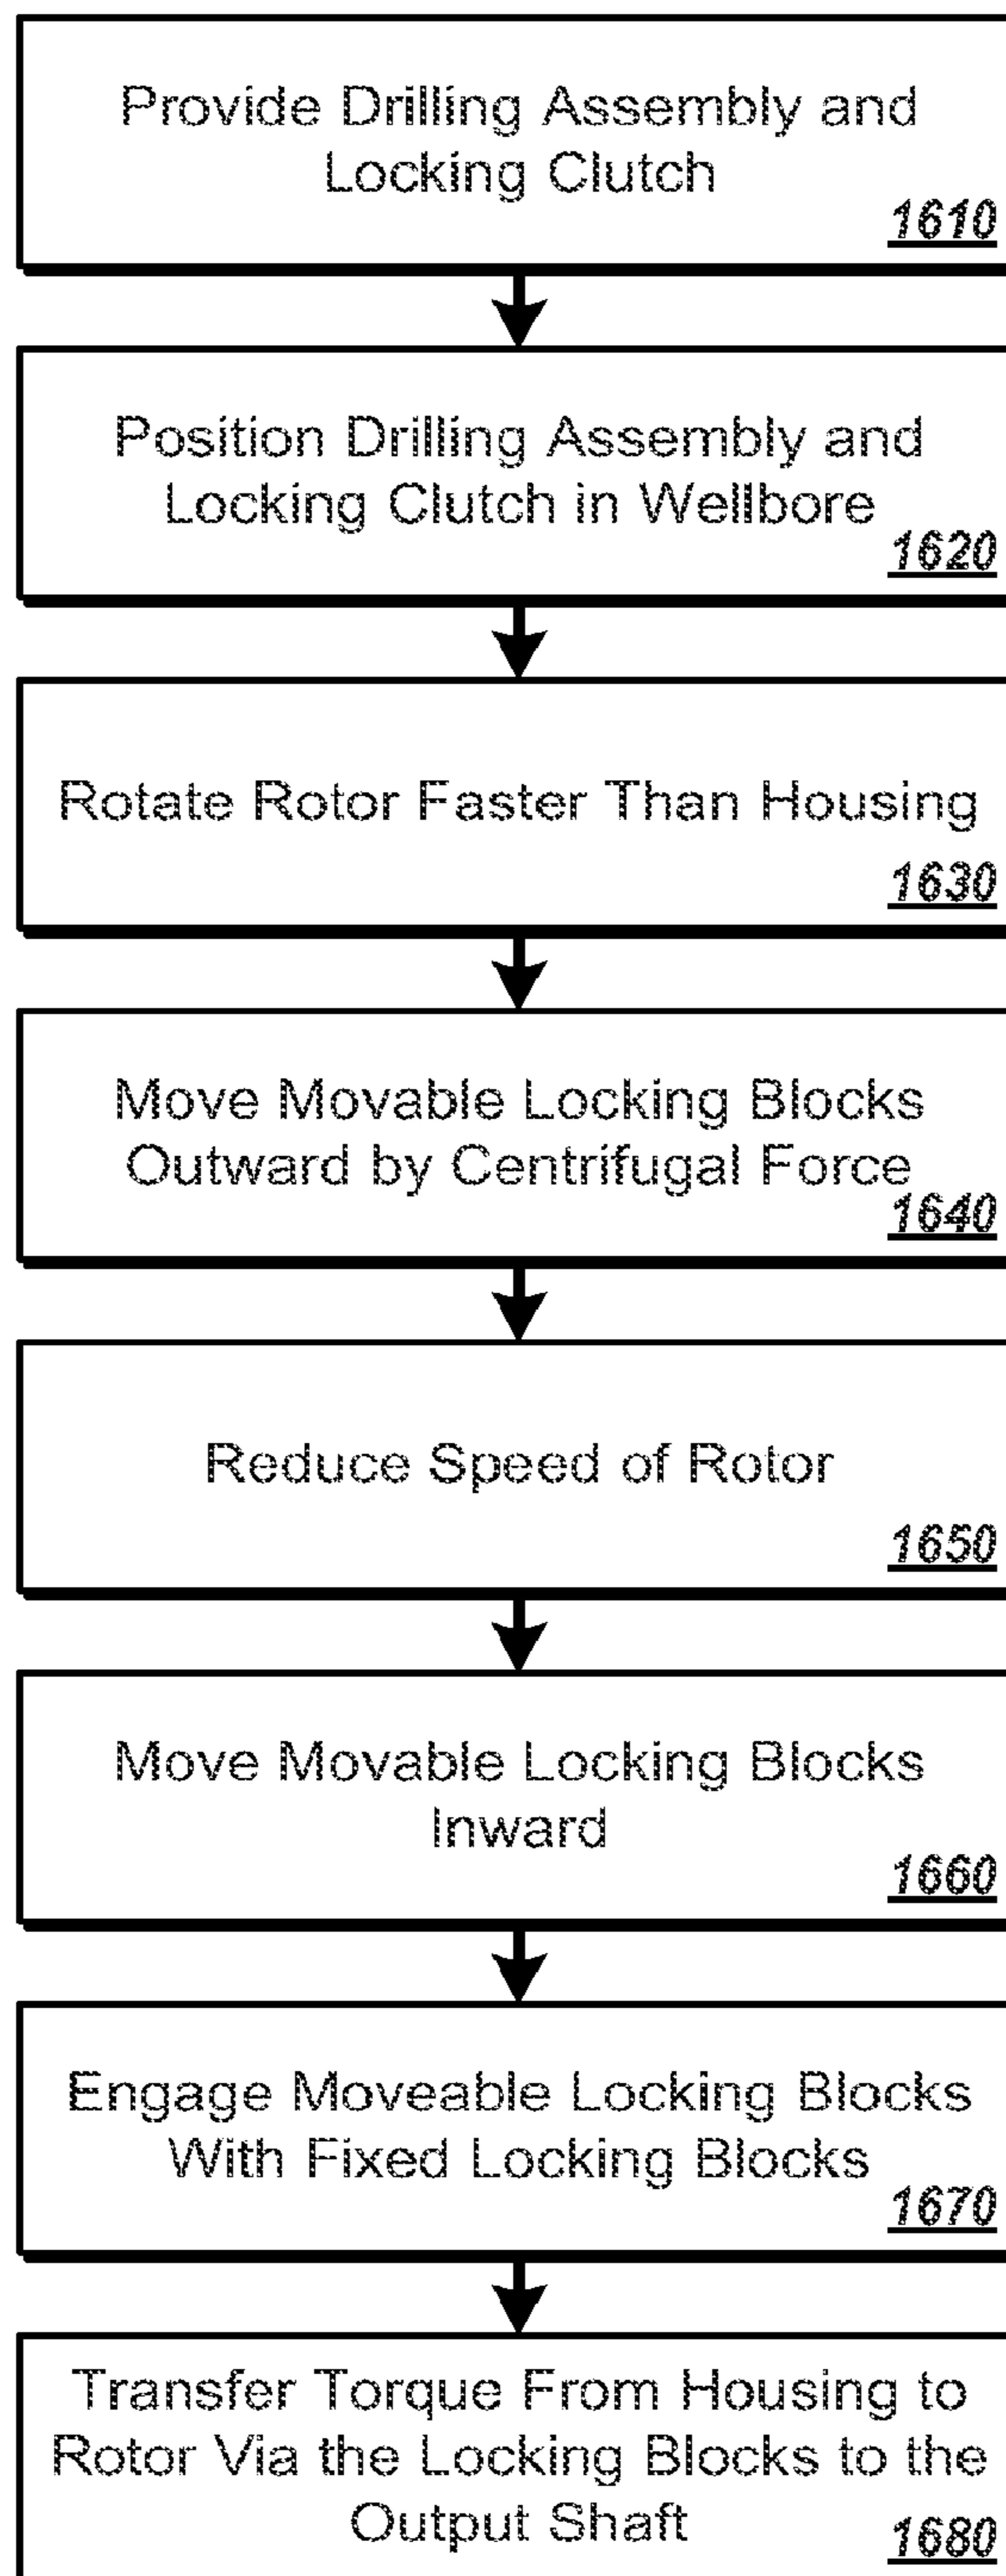 Provide Drilling Assembly and
Locking Clutch
1610
Position Drilling Assembly and
Locking Clutch in Wellbore
1620
Rotate Rotor Faster Than Housing
1630
Move Movable Locking Blocks
Outward by Centrifugal Force
1640
Reduce Speed of Rotor
1650
Move Movable Locking Blocks
Inward
1660
Engage Moveable Locking Blocks
With Fixed Locking Blocks
1670
Transfer Torque From Housing to
Rotor Via the Locking Blocks to the
Output Shaft
1680